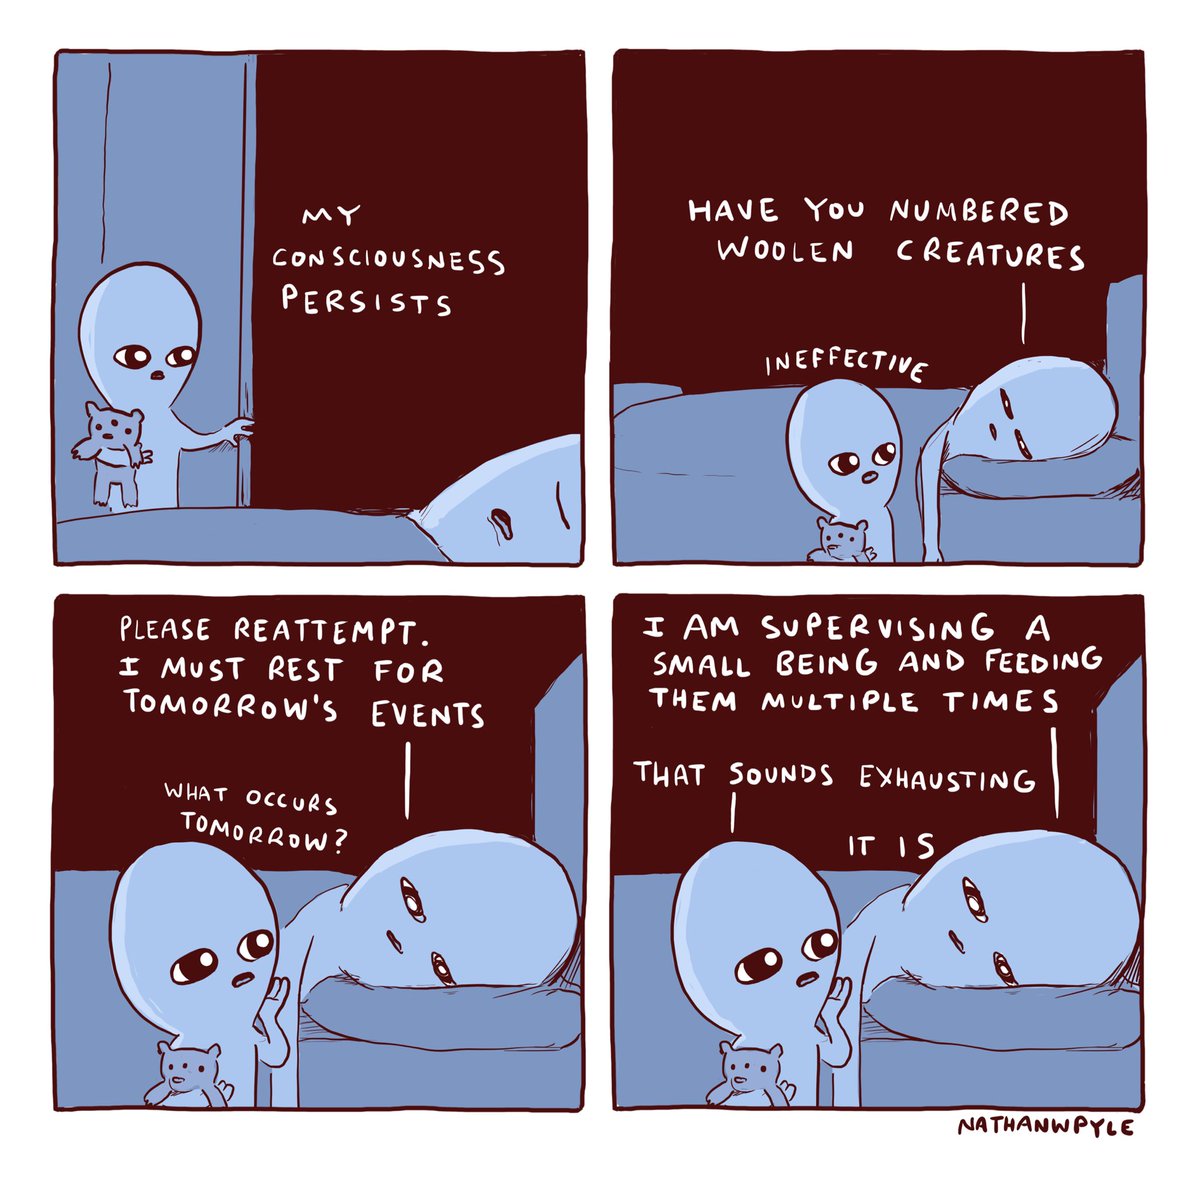 MY
CONSCIOUSNESS
PERSISTS
HAVE YOU NUMBERED
WOOLEN CREATURES
INEFFECTIVE
PLEASE REATTEMPT.
I MUST REST FOR
TOMORROW'S EVENTS
WHAT OCCURS
TOMORROW?
I AM SUPERVISING A
SMALL BEING AND FEEDING
THEM MULTIPLE TIMES
THAT SOUNDS EXHAUSTING
IT IS
NATHANWPYLE